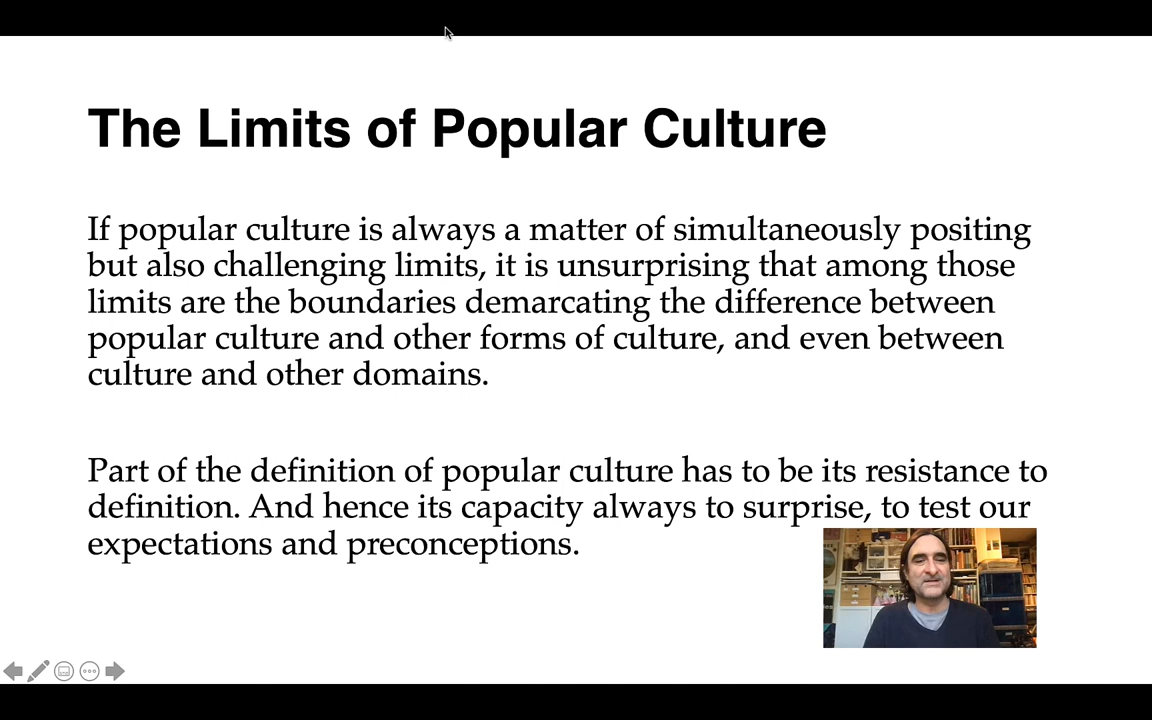 The Limits of Popular Culture
If popular culture is always a matter of simultaneously positing
but also challenging limits, it is unsurprising that among those
limits are the boundaries demarcating the difference between
popular culture and other forms of culture, and even between
culture and other domains.
Part of the definition of popular culture has to be its resistance to
definition. And hence its capacity always to surprise, to test our
expectations and preconceptions.